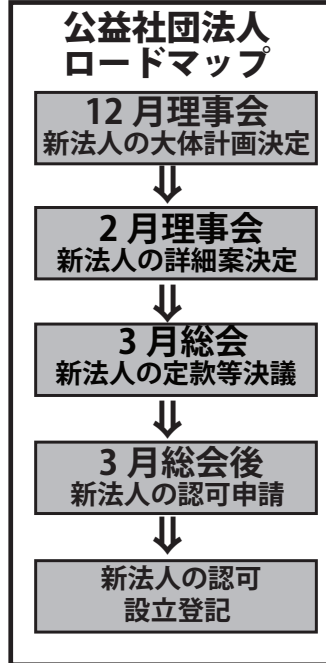 公益社団法人
ロードマップ
12月理事会
新法人の大体計画決定
⇓
2月理事会
新法人の詳細案決定
⇓
3月総会
新法人の定款等決議
⇓
3月総会後
新法人の認可申請
⇓
新法人の認可
設立登記